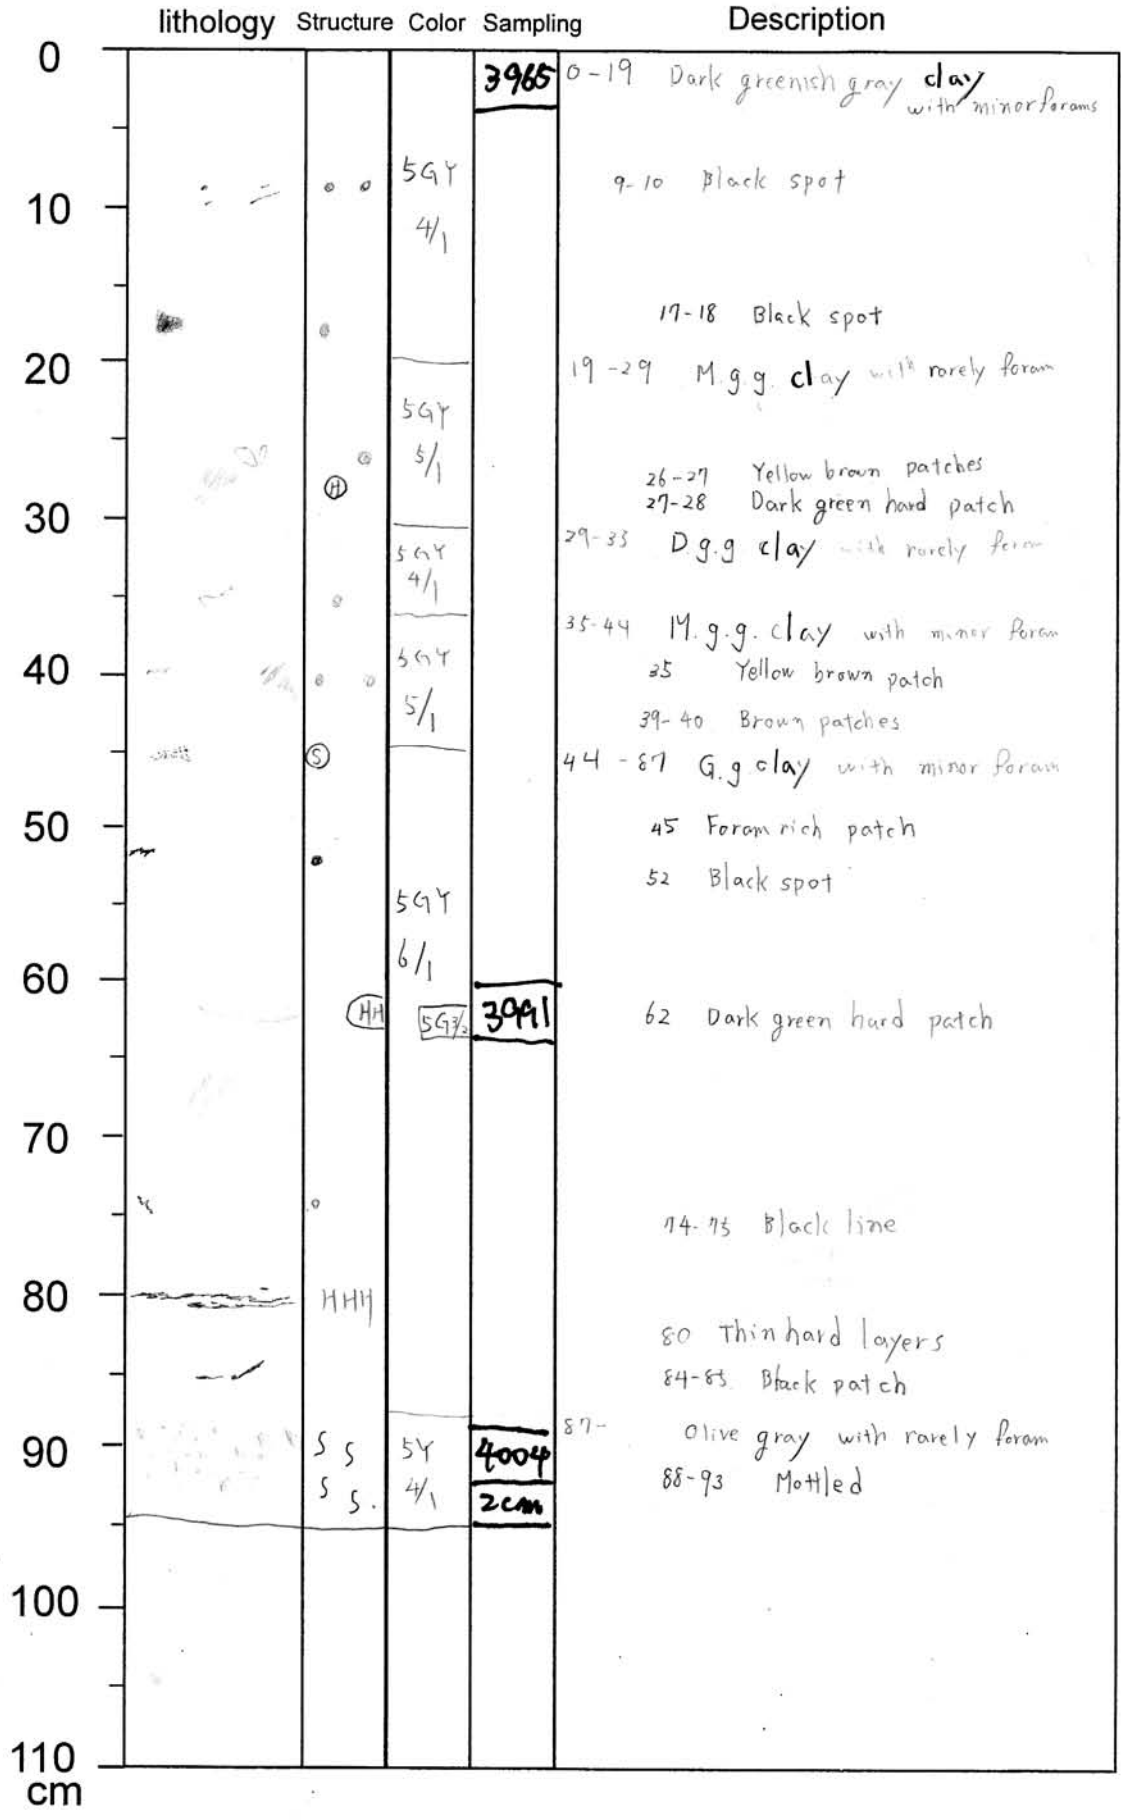 lithology Structure Color Sampling Description
0
3965 0-19 Dark greenish gray clay
with minor forams
5GY
9-10 Black spot
10
4/1
17-18 Black spot
20
19-29 M.g.g. clay with rarely foram
5GY
5/1
26-27 Yellow brown patches
H
27-28 Dark green hard patch
30
29-33 D.g.g clay with rarely foram
5GY
4/1
35-44 M.g.g. clay with minor foram
5GY
40
35 Yellow brown patch
5/1
39-40 Brown patches
S
44-87 G.g clay with minor foram
50
45 Foram rich patch
52 Black spot
5GY
6/1
60
HH 5G3/2 3991
62 Dark green hard patch
70
74-75 Black line
80
HHH
80 Thin hard layers
84-85 Black patch
87- Olive gray with rarely foram
90
S S 5Y 4004
88-93 Mottled
S S. 4/1 2cm
100
110
cm